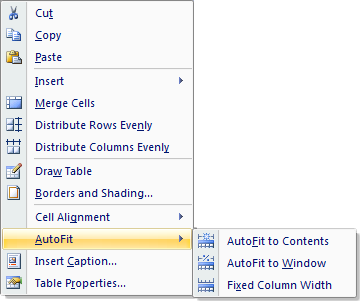 Cut
Copy
Paste
Insert
Merge Cells
Distribute Rows Evenly
Distribute Columns Evenly
Draw Table
Borders and Shading...
Cell Alignment
AutoFit
Insert Caption...
Table Properties...
AutoFit to Contents
AutoFit to Window
Fixed Column Width